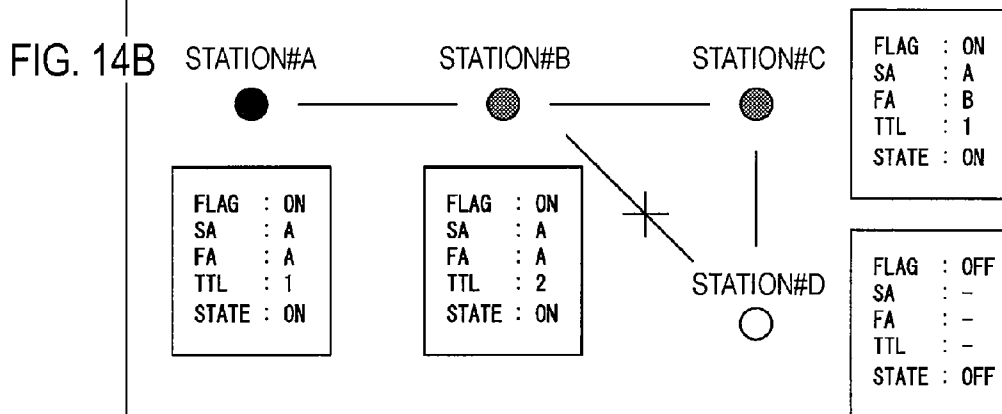 FIG. 14B
STATION#A
STATION#B
STATION#C
FLAG : ON
SA : A
FA : B
TTL : 1
STATE : ON
FLAG : ON
SA : A
FA : A
TTL : 1
STATE : ON
FLAG : ON
SA : A
FA : A
TTL : 2
STATE : ON
STATION#D
FLAG : OFF
SA : -
FA : -
TTL : -
STATE : OFF